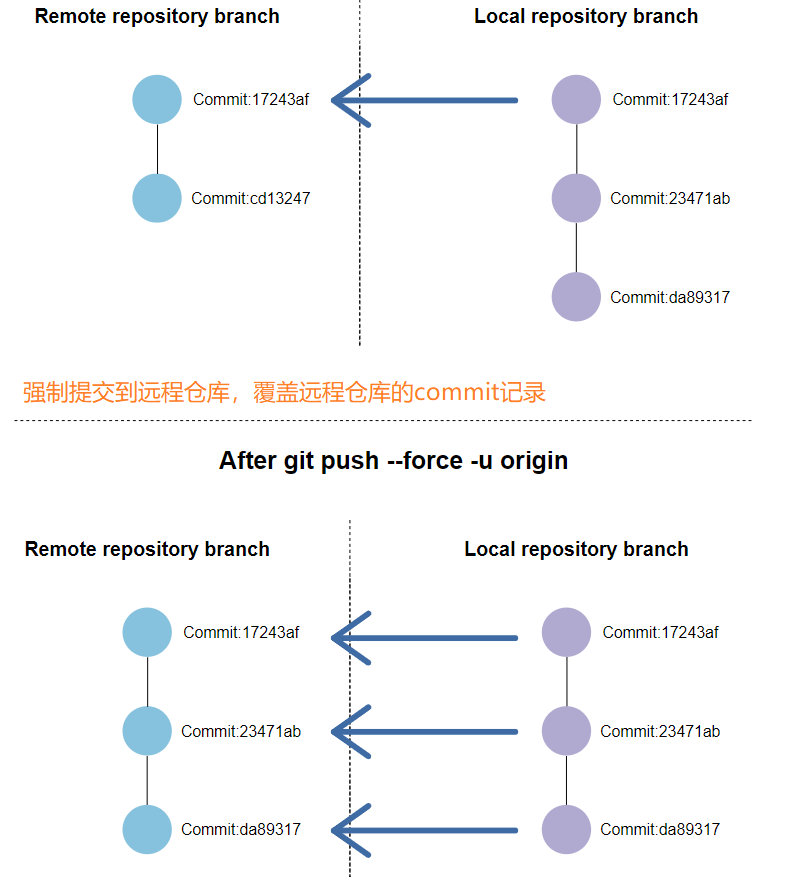 Remote repository branch
Local repository branch
Commit:17243af
Commit:17243af
Commit:cd13247
Commit:23471ab
Commit:da89317
强制提交到远程仓库，覆盖远程仓库的commit记录
After git push --force -u origin
Remote repository branch
Local repository branch
Commit:17243af
Commit:17243af
Commit:23471ab
Commit:23471ab
Commit:da89317
Commit:da89317